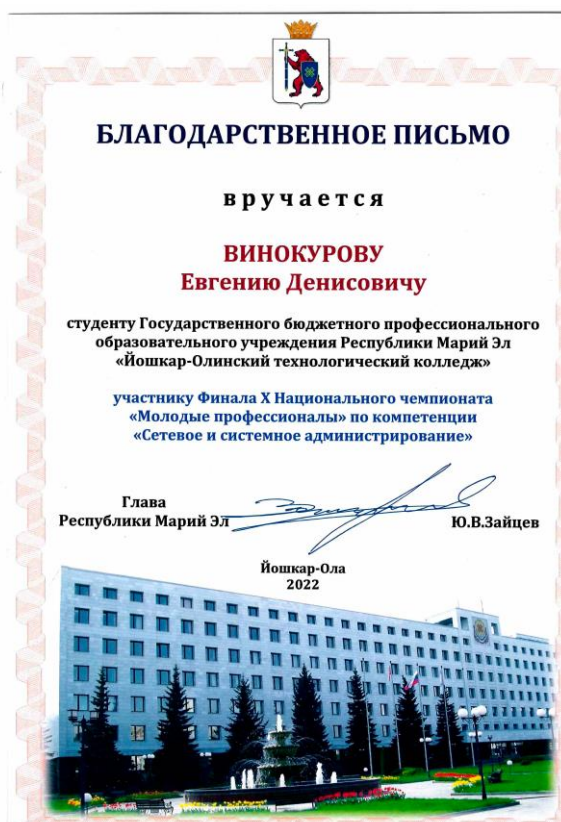 БЛАГОДАРСТВЕННОЕ ПИСЬМО
вручается
ВИНОКУРОВУ
Евгению Денисовичу
студенту Государственного бюджетного профессионального
образовательного учреждения Республики Марий Эл
«Йошкар-Олинский технологический колледж»
участнику Финала X Национального чемпионата
«Молодые профессионалы» по компетенции
«Сетевое и системное администрирование»
Глава
Республики Марий Эл
Ю.В.Зайцев
Йошкар-Ола
2022